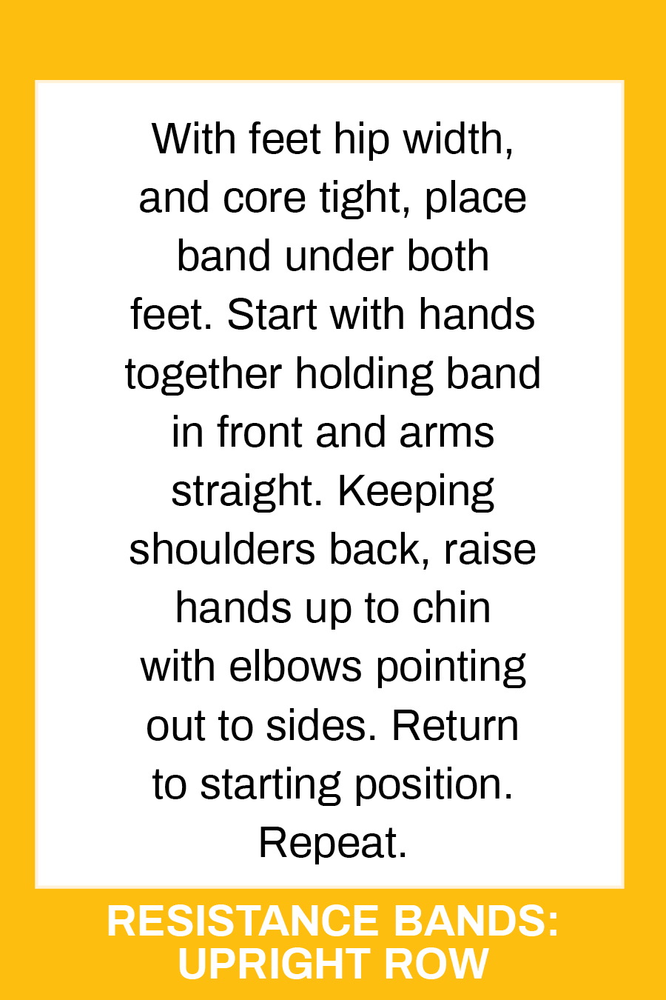 With feet hip width,
and core tight, place
band under both
feet. Start with hands
together holding band
in front and arms
straight. Keeping
shoulders back, raise
hands up to chin
with elbows pointing
out to sides. Return
to starting position.
Repeat.
RESISTANCE BANDS:
UPRIGHT ROW